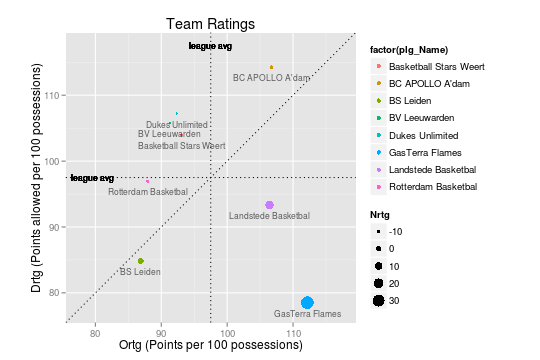 Team Ratings
league avg
BC APOLLO A'dam
Dukes Unlimited
BV Leeuwarden
Basketball Stars Weert
league avg
Rotterdam Basketbal
Landstede Basketbal
BS Leiden
GasTerra Flames
110
100
90
80
80
90
100
110
Drtg (Points allowed per 100 possessions)
Ortg (Points per 100 possessions)
factor(plg_Name)
Basketball Stars Weert
BC APOLLO A'dam
BS Leiden
BV Leeuwarden
Dukes Unlimited
GasTerra Flames
Landstede Basketbal
Rotterdam Basketbal
Nrtg
-10
0
10
20
30